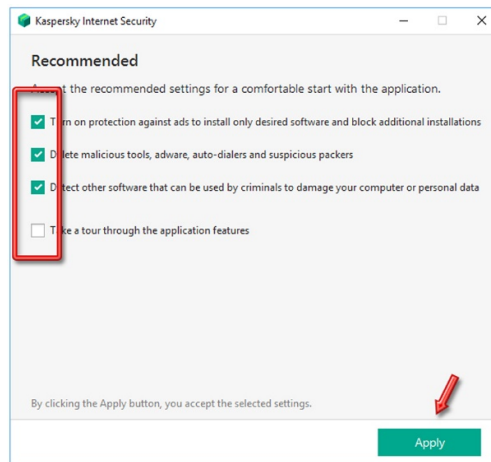 Kaspersky Internet Security
Recommended
Accept the recommended settings for a comfortable start with the application.
Turn on protection against ads to install only desired software and block additional installations
Delete malicious tools, adware, auto-dialers and suspicious packers
Detect other software that can be used by criminals to damage your computer or personal data
Take a tour through the application features
By clicking the Apply button, you accept the selected settings.
Apply